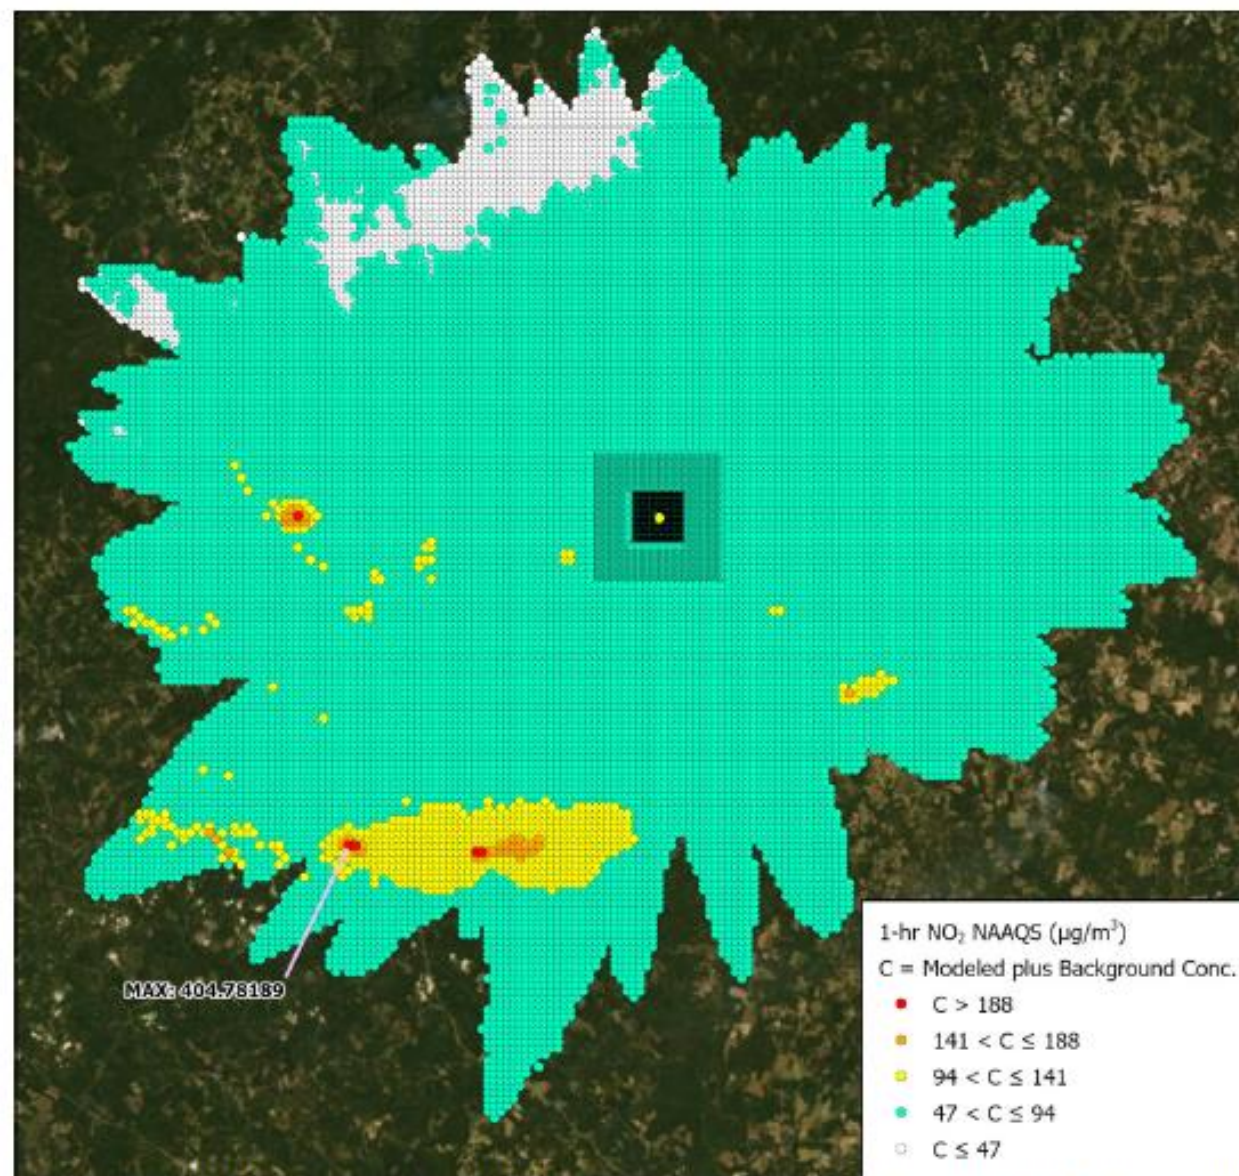 MAX: 404.78189
1-hr NO₂ NAAQS (µg/m³)
C = Modeled plus Background Conc.
C > 188
141 < C ≤ 188
94 < C ≤ 141
47 < C ≤ 94
C ≤ 47